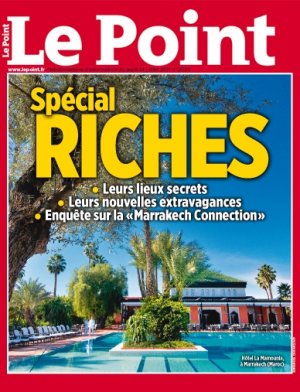 Le Point
Le Point
www.lepoint.fr
Spécial
RICHES
• Leurs lieux secrets
• Leurs nouvelles extravagances
• Enquête sur la «Marrakech Connection»
Hôtel La Mamounia,
à Marrakech (Maroc)